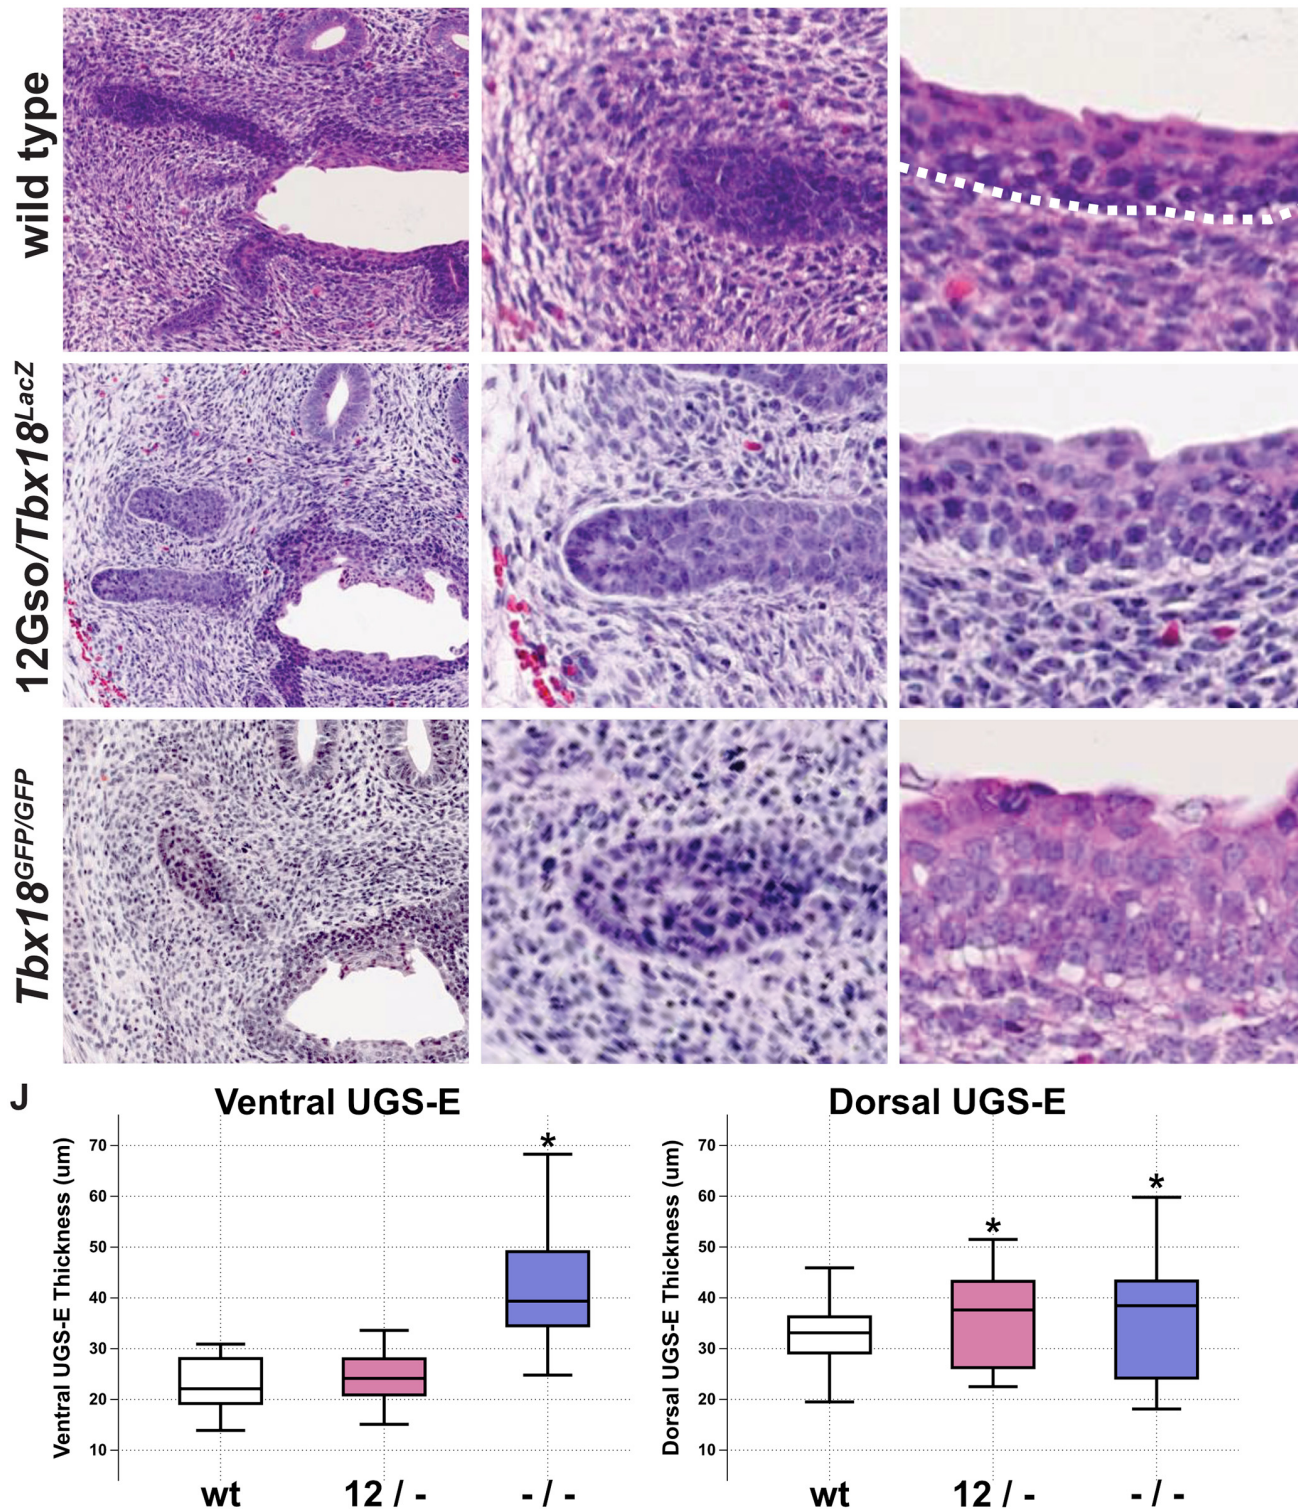 wild type
12Gso/Tbx18LacZ
Tbx18GFP/GFP
J
Ventral UGS-E
Ventral UGS-E Thickness (um)
70
60
50
40
30
20
10
*
wt
12 / -
- / -
Dorsal UGS-E
Dorsal UGS-E Thickness (um)
70
60
50
40
30
20
10
*
*
wt
12 / -
- / -